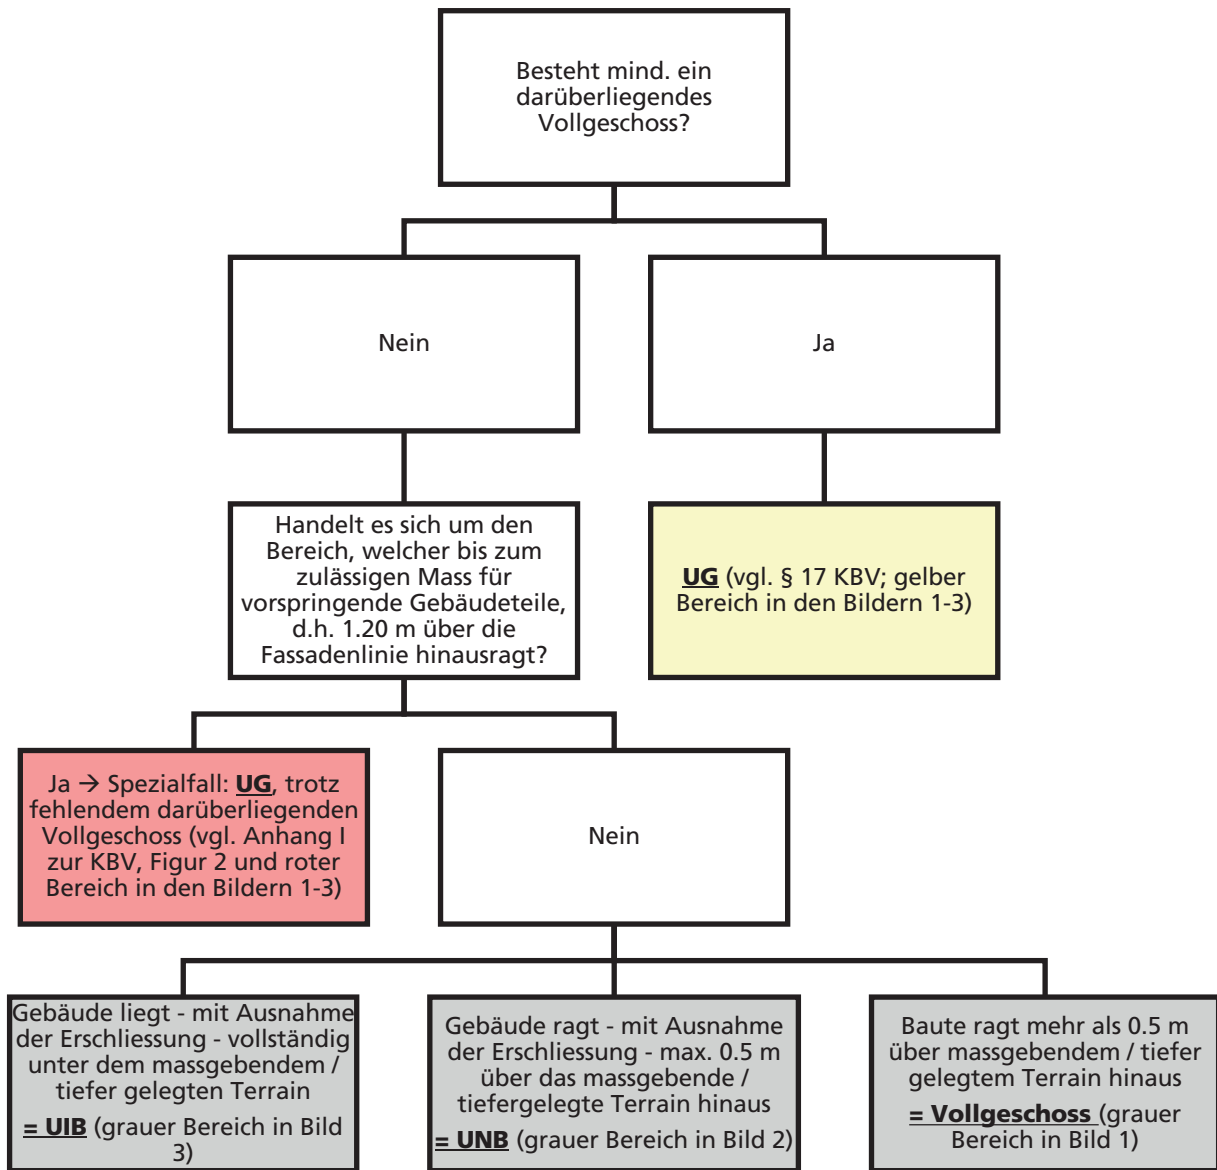 Besteht mind. ein
darüberliegendes
Vollgeschoss?
Nein
Ja
Handelt es sich um den
Bereich, welcher bis zum
zulässigen Mass für
vorspringende Gebäudeteile,
d.h. 1.20 m über die
Fassadenlinie hinausragt?
UG (vgl. § 17 KBV; gelber
Bereich in den Bildern 1-3)
Ja → Spezialfall: UG, trotz
fehlendem darüberliegenden
Vollgeschoss (vgl. Anhang I
zur KBV, Figur 2 und roter
Bereich in den Bildern 1-3)
Nein
Gebäude liegt - mit Ausnahme
der Erschliessung - vollständig
unter dem massgebendem /
tiefer gelegten Terrain
= UIB (grauer Bereich in Bild
3)
Gebäude ragt - mit Ausnahme
der Erschliessung - max. 0.5 m
über das massgebende /
tiefergelegte Terrain hinaus
= UNB (grauer Bereich in Bild 2)
Baute ragt mehr als 0.5 m
über massgebendem / tiefer
gelegtem Terrain hinaus
= Vollgeschoss (grauer
Bereich in Bild 1)